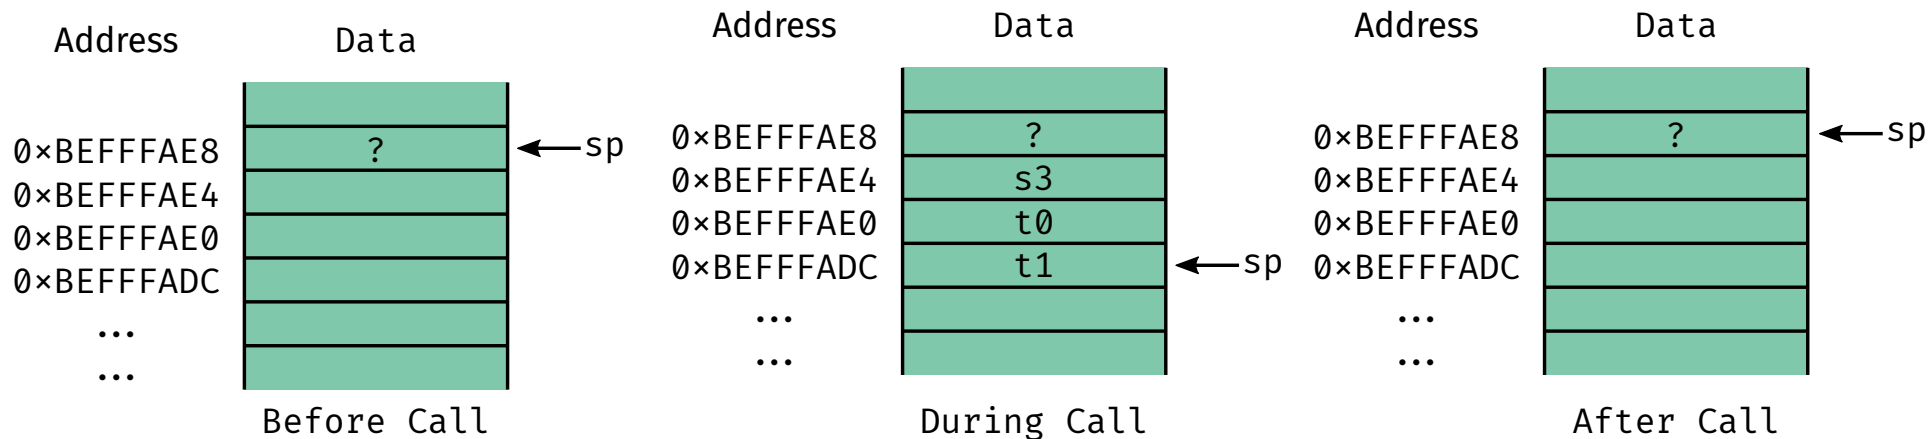 Address Data
0×BEFFFAE8 ? sp
0×BEFFFAE4
0×BEFFFAE0
0×BEFFFADC
...
...
Before Call
Address Data
0×BEFFFAE8 ?
0×BEFFFAE4 s3
0×BEFFFAE0 t0
0×BEFFFADC t1 sp
...
...
During Call
Address Data
0×BEFFFAE8 ? sp
0×BEFFFAE4
0×BEFFFAE0
0×BEFFFADC
...
...
After Call